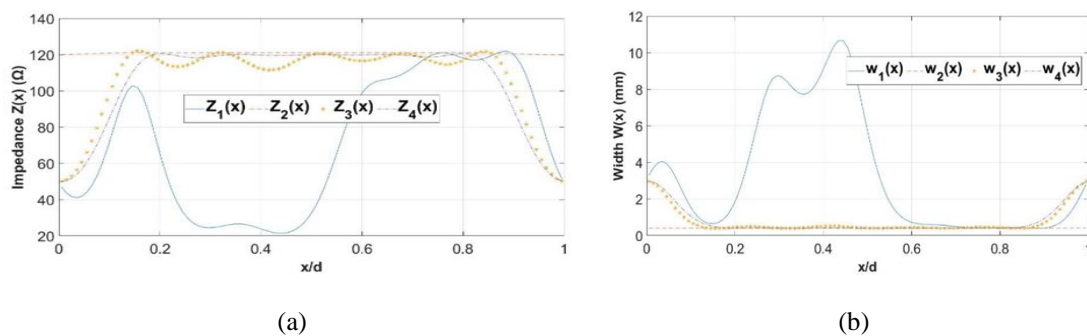 140
120
100
80
60
40
20
Impedance Z(x) (Ω)
Z1(x) Z2(x) Z3(x) Z4(x)
0 0.2 0.4 0.6 0.8 1
x/d
(a)
12
10
8
6
4
2
0
Width W(x) (mm)
w1(x) w2(x) w3(x) w4(x)
0 0.2 0.4 0.6 0.8 1
x/d
(b)